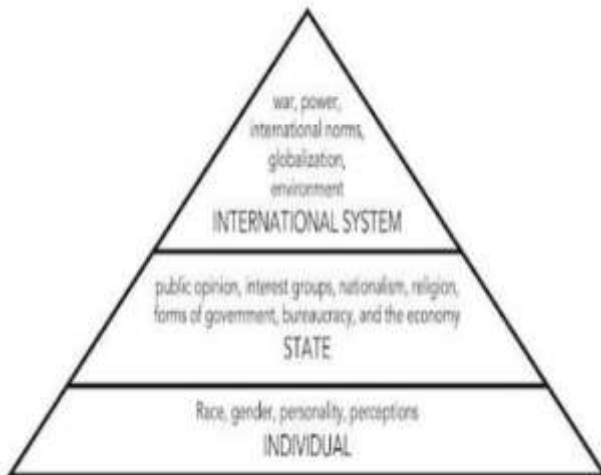 war, power,
international norms,
globalization,
environment
INTERNATIONAL SYSTEM
public opinion, interest groups, nationalism, religion,
forms of government, bureaucracy, and the economy
STATE
Race, gender, personality, perceptions
INDIVIDUAL